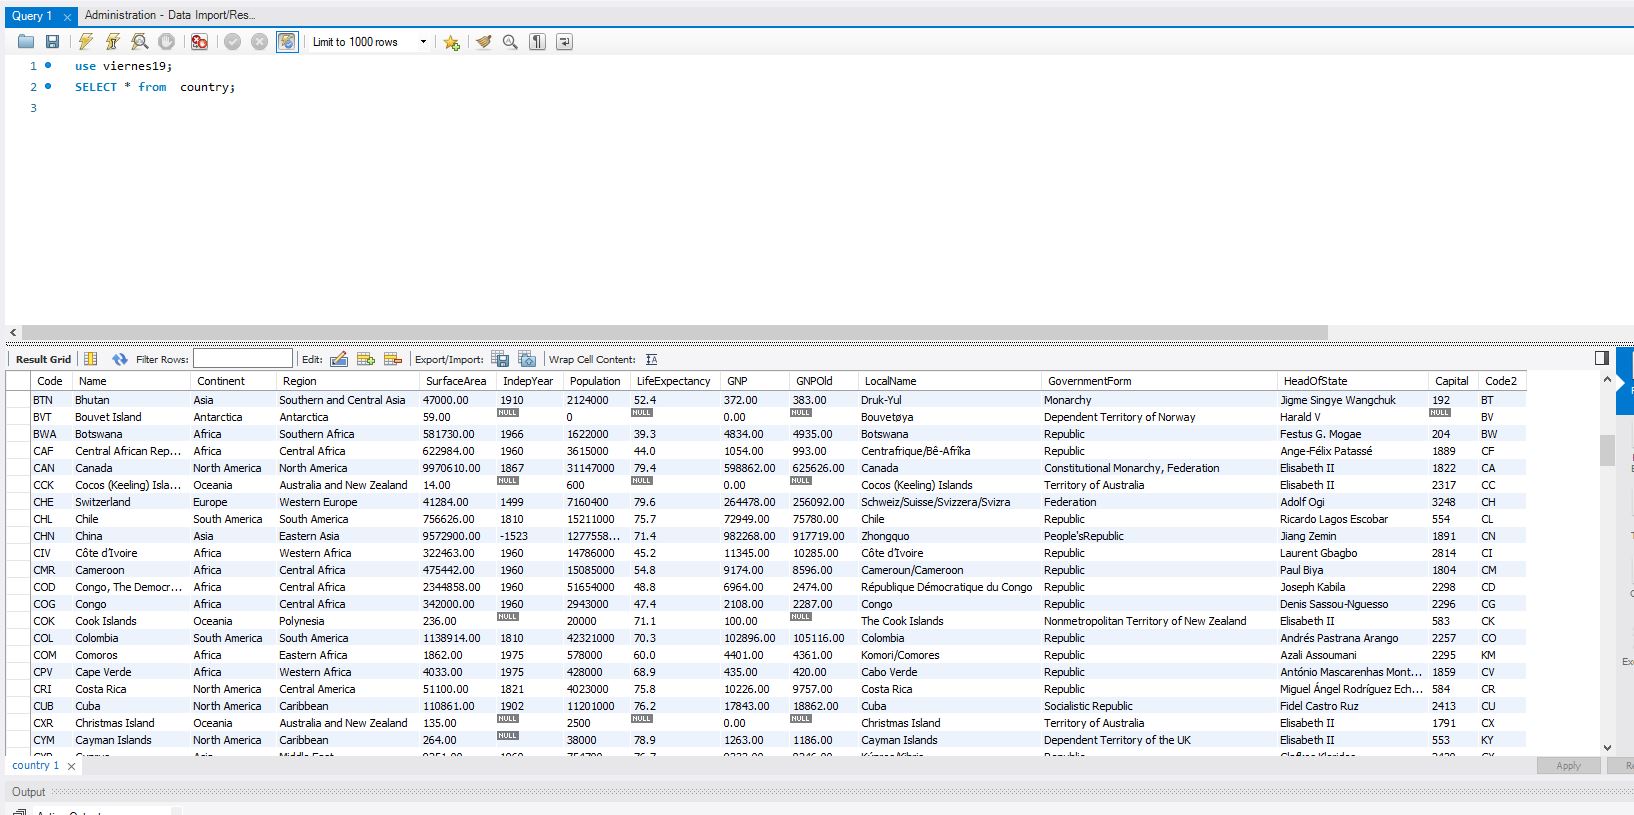 Query 1 Administration - Data Import/Res...
Limit to 1000 rows
1 use viernes19;
2 SELECT * from country;
3
Result Grid Filter Rows: Edit: Export/Import: Wrap Cell Content:
Code Name Continent Region SurfaceArea IndepYear Population LifeExpectancy GNP GNPOld LocalName GovernmentForm HeadOfState Capital Code2
BTN Bhutan Asia Southern and Central Asia 47000.00 1910 2124000 52.4 372.00 383.00 Druk-Yul Monarchy Jigme Singye Wangchuk 192 BT
BVT Bouvet Island Antarctica Antarctica 59.00 NULL 0 NULL 0.00 NULL Bouvetøya Dependent Territory of Norway Harald V NULL BV
BWA Botswana Africa Southern Africa 581730.00 1966 1622000 39.3 4834.00 4935.00 Botswana Republic Festus G. Mogae 204 BW
CAF Central African Rep... Africa Central Africa 622984.00 1960 3615000 44.0 1054.00 993.00 Centrafrique/Bê-Afrîka Republic Ange-Félix Patassé 1889 CF
CAN Canada North America North America 9970610.00 1867 31147000 79.4 598862.00 625626.00 Canada Constitutional Monarchy, Federation Elisabeth II 1822 CA
CCK Cocos (Keeling) Isla... Oceania Australia and New Zealand 14.00 NULL 600 NULL 0.00 NULL Cocos (Keeling) Islands Territory of Australia Elisabeth II 2317 CC
CHE Switzerland Europe Western Europe 41284.00 1499 7160400 79.6 264478.00 256092.00 Schweiz/Suisse/Svizzera/Svizra Federation Adolf Ogi 3248 CH
CHL Chile South America South America 756626.00 1810 15211000 75.7 72949.00 75780.00 Chile Republic Ricardo Lagos Escobar 554 CL
CHN China Asia Eastern Asia 9572900.00 -1523 1277558... 71.4 982268.00 917719.00 Zhongquo People'sRepublic Jiang Zemin 1891 CN
CIV Côte d'Ivoire Africa Western Africa 322463.00 1960 14786000 45.2 11345.00 10285.00 Côte d'Ivoire Republic Laurent Gbagbo 2814 CI
CMR Cameroon Africa Central Africa 475442.00 1960 15085000 54.8 9174.00 8596.00 Cameroun/Cameroon Republic Paul Biya 1804 CM
COD Congo, The Democr... Africa Central Africa 2344858.00 1960 51654000 48.8 6964.00 2474.00 République Démocratique du Congo Republic Joseph Kabila 2298 CD
COG Congo Africa Central Africa 342000.00 1960 2943000 47.4 2108.00 2287.00 Congo Republic Denis Sassou-Nguesso 2296 CG
COK Cook Islands Oceania Polynesia 236.00 NULL 20000 71.1 100.00 NULL The Cook Islands Nonmetropolitan Territory of New Zealand Elisabeth II 583 CK
COL Colombia South America South America 1138914.00 1810 42321000 70.3 102896.00 105116.00 Colombia Republic Andrés Pastrana Arango 2257 CO
COM Comoros Africa Eastern Africa 1862.00 1975 578000 60.0 4401.00 4361.00 Komori/Comores Republic Azali Assoumani 2295 KM
CPV Cape Verde Africa Western Africa 4033.00 1975 428000 68.9 435.00 420.00 Cabo Verde Republic António Mascarenhas Mont... 1859 CV
CRI Costa Rica North America Central America 51100.00 1821 4023000 75.8 10226.00 9757.00 Costa Rica Republic Miguel Ángel Rodríguez Ech... 584 CR
CUB Cuba North America Caribbean 110861.00 1902 11201000 76.2 17843.00 18862.00 Cuba Socialistic Republic Fidel Castro Ruz 2413 CU
CXR Christmas Island Oceania Australia and New Zealand 135.00 NULL 2500 NULL 0.00 NULL Christmas Island Territory of Australia Elisabeth II 1791 CX
CYM Cayman Islands North America Caribbean 264.00 NULL 38000 78.9 1263.00 1186.00 Cayman Islands Dependent Territory of the UK Elisabeth II 553 KY
country 1 Apply
Output